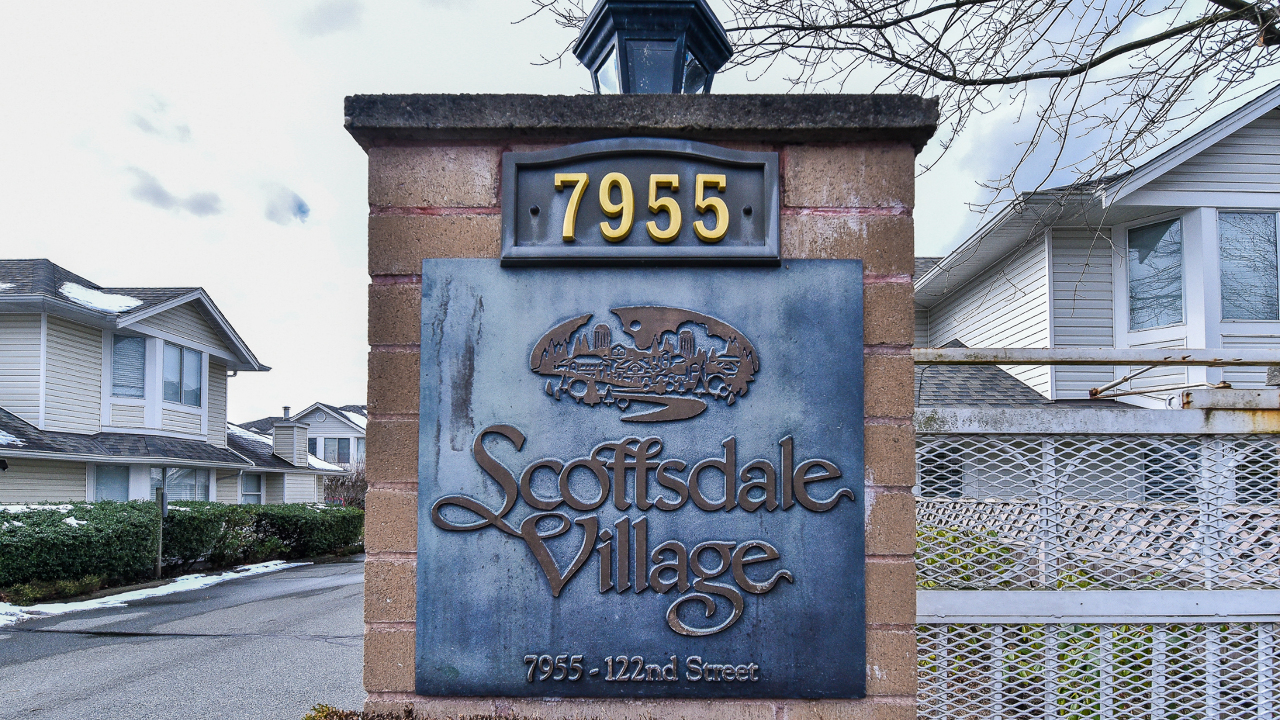 7955
Scottsdale
Village
7955 - 122nd Street